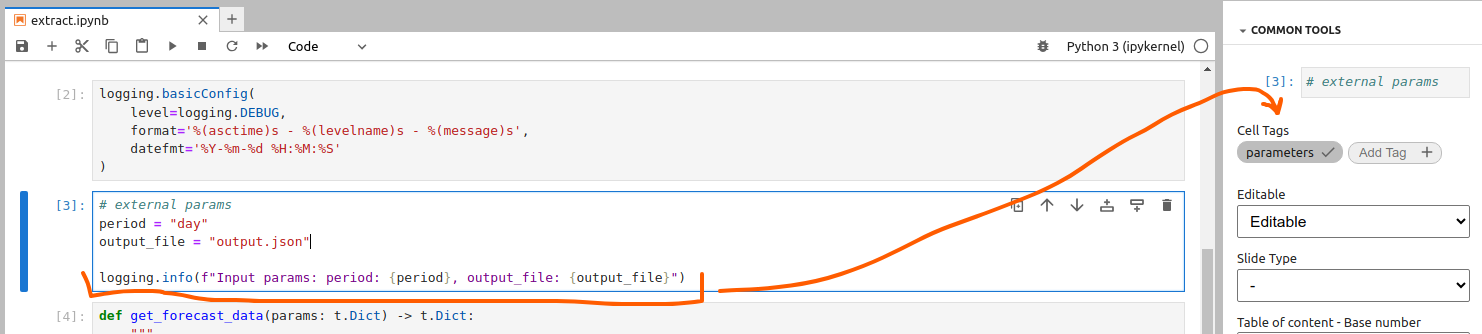 extract.ipynb
Code
Python 3 (ipykernel)
[2]:
logging.basicConfig(
level=logging.DEBUG,
format='%(asctime)s - %(levelname)s - %(message)s',
datefmt='%Y-%m-%d %H:%M:%S'
)
[3]:
# external params
period = "day"
output_file = "output.json"
logging.info(f"Input params: period: {period}, output_file: {output_file}")
[4]:
def get_forecast_data(params: t.Dict) -> t.Dict:
"""
COMMON TOOLS
[3]:
# external params
Cell Tags
parameters
Add Tag
Editable
Editable
Slide Type
-
Table of content - Base number